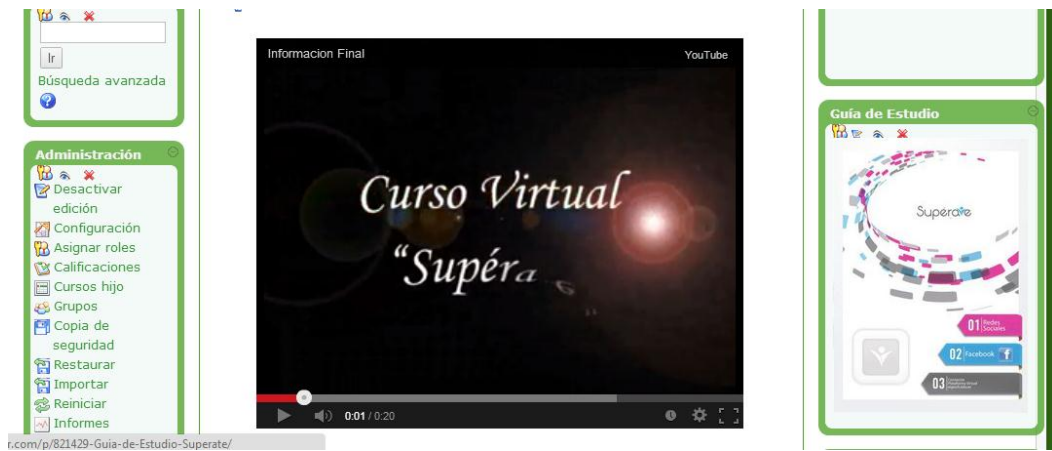 Ir
Búsqueda avanzada
Administración
Desactivar
edición
Configuración
Asignar roles
Calificaciones
Cursos hijo
Grupos
Copia de
seguridad
Restaurar
Importar
Reiniciar
Informes
r.com/p/821429-Guia-de-Estudio-Superate/
Informacion Final
YouTube
Curso Virtual
“Supéra
0:01 / 0:20
Guía de Estudio
Supérate
01 Redes
Sociales
02 Facebook
03